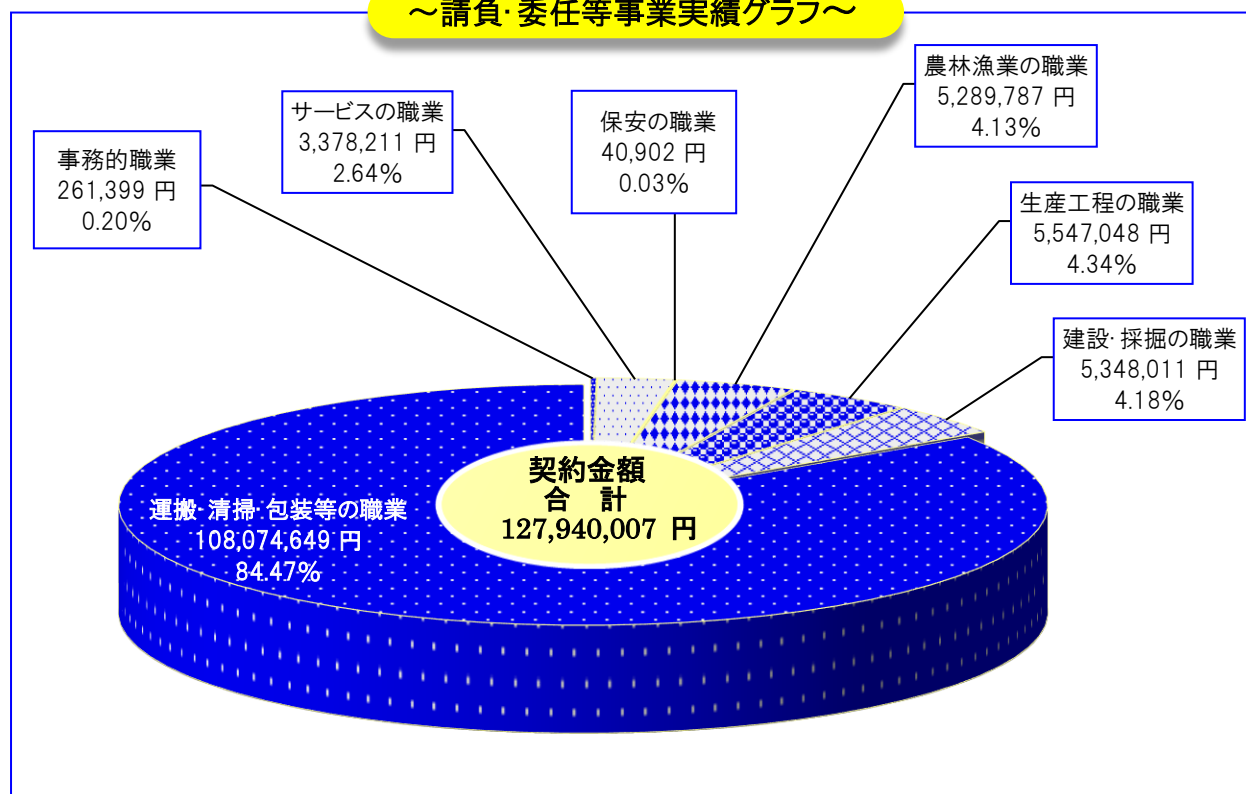 ～請負･委任等事業実績グラフ～
農林漁業の職業
5,289,787 円
4.13%
サービスの職業
3,378,211 円
2.64%
保安の職業
40,902 円
0.03%
事務的職業
261,399 円
0.20%
生産工程の職業
5,547,048 円
4.34%
建設･採掘の職業
5,348,011 円
4.18%
契約金額
合　計
127,940,007 円
運搬･清掃･包装等の職業
108,074,649 円
84.47%